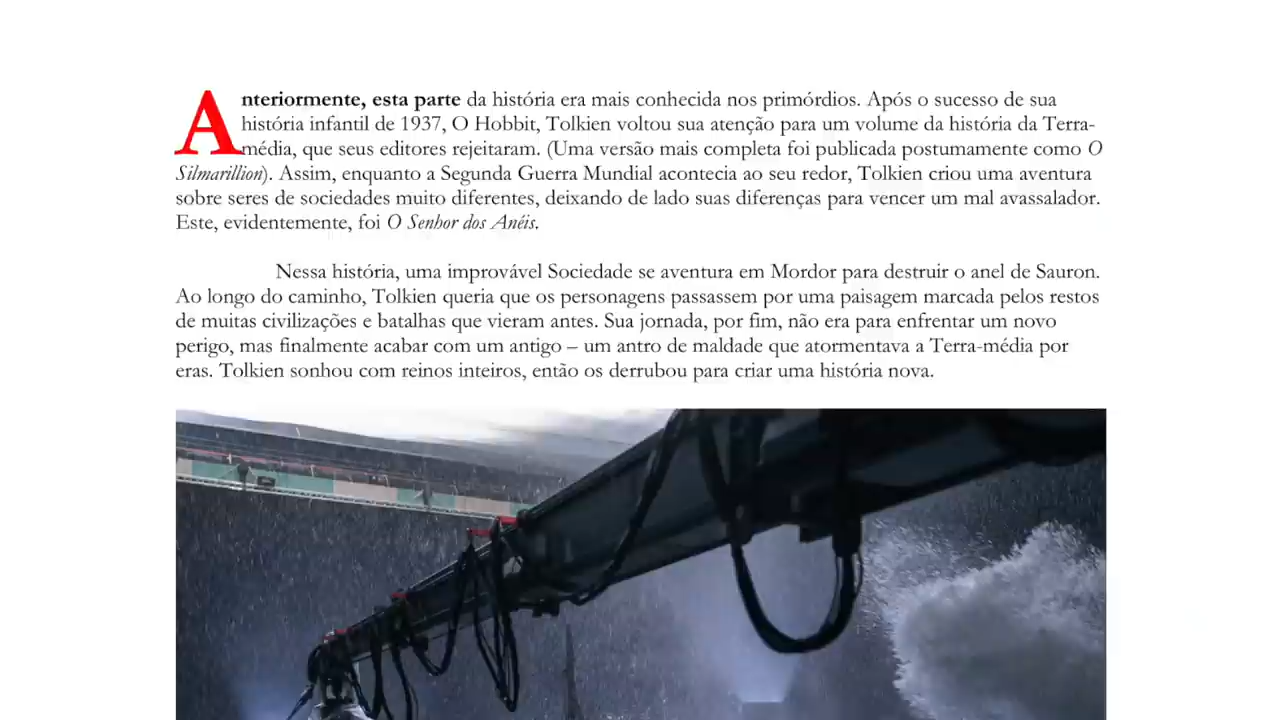 Anteriormente, esta parte da história era mais conhecida nos primórdios. Após o sucesso de sua
história infantil de 1937, O Hobbit, Tolkien voltou sua atenção para um volume da história da Terra-
média, que seus editores rejeitaram. (Uma versão mais completa foi publicada postumamente como O
Silmarillion). Assim, enquanto a Segunda Guerra Mundial acontecia ao seu redor, Tolkien criou uma aventura
sobre seres de sociedades muito diferentes, deixando de lado suas diferenças para vencer um mal avassalador.
Este, evidentemente, foi O Senhor dos Anéis.
Nessa história, uma improvável Sociedade se aventura em Mordor para destruir o anel de Sauron.
Ao longo do caminho, Tolkien queria que os personagens passassem por uma paisagem marcada pelos restos
de muitas civilizações e batalhas que vieram antes. Sua jornada, por fim, não era para enfrentar um novo
perigo, mas finalmente acabar com um antigo – um antro de maldade que atormentava a Terra-média por
eras. Tolkien sonhou com reinos inteiros, então os derrubou para criar uma história nova.